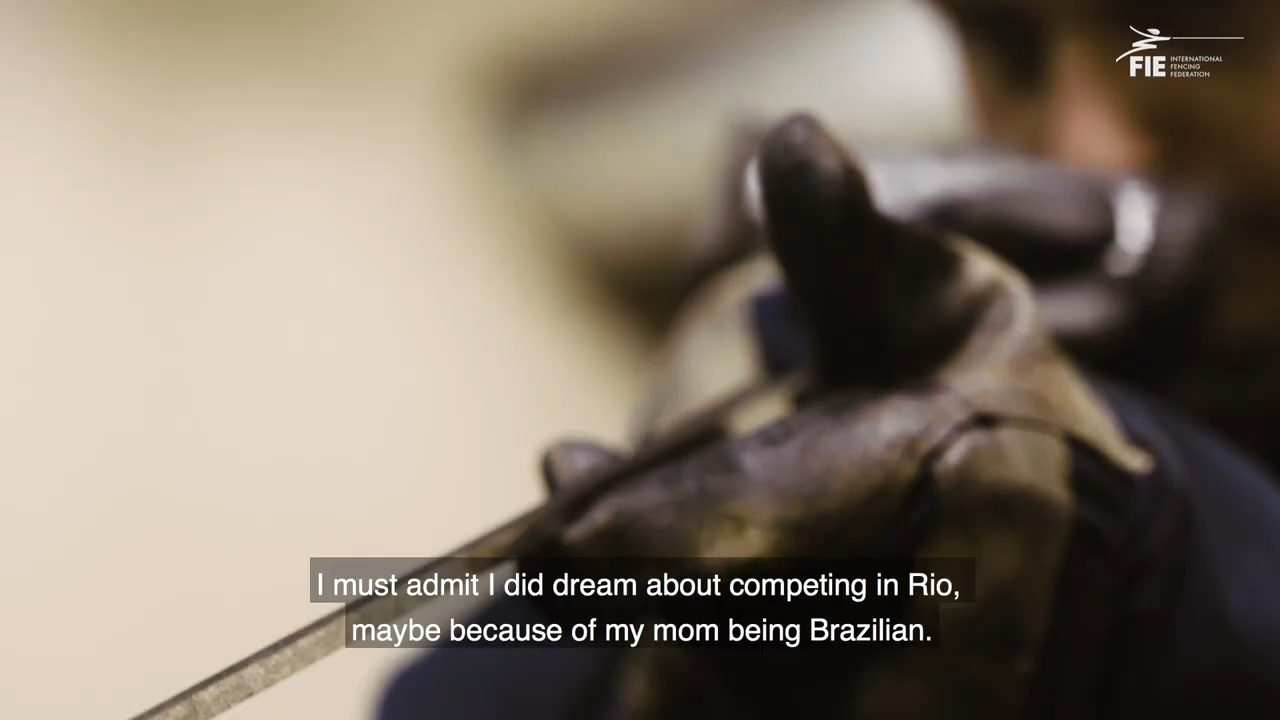 FIE
INTERNATIONAL
FENCING
FEDERATION
I must admit I did dream about competing in Rio,
maybe because of my mom being Brazilian.